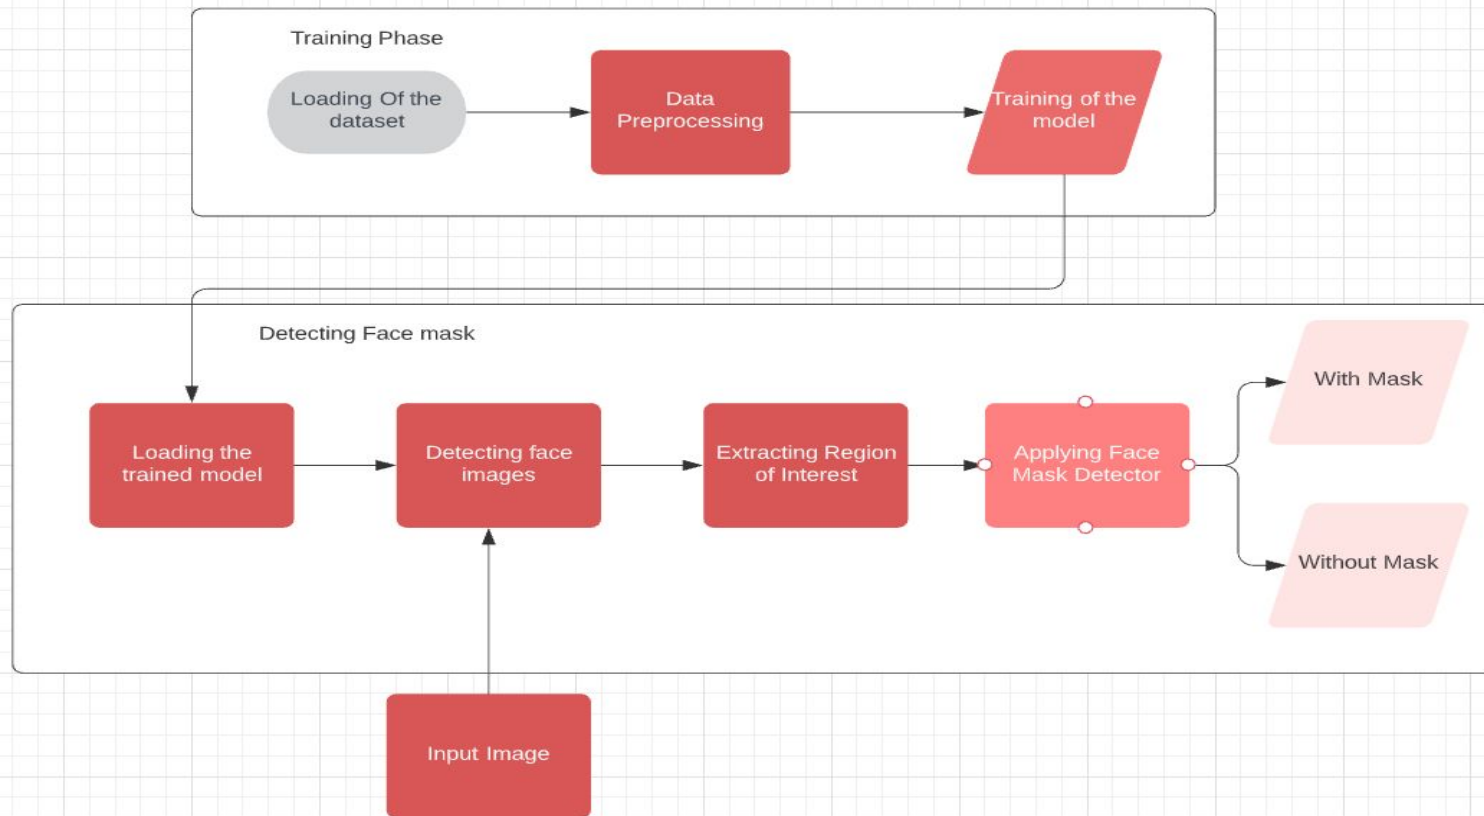 Training Phase
Loading Of the
dataset
Data
Preprocessing
Training of the
model
Detecting Face mask
Loading the
trained model
Detecting face
images
Extracting Region
of Interest
Applying Face
Mask Detector
With Mask
Without Mask
Input Image